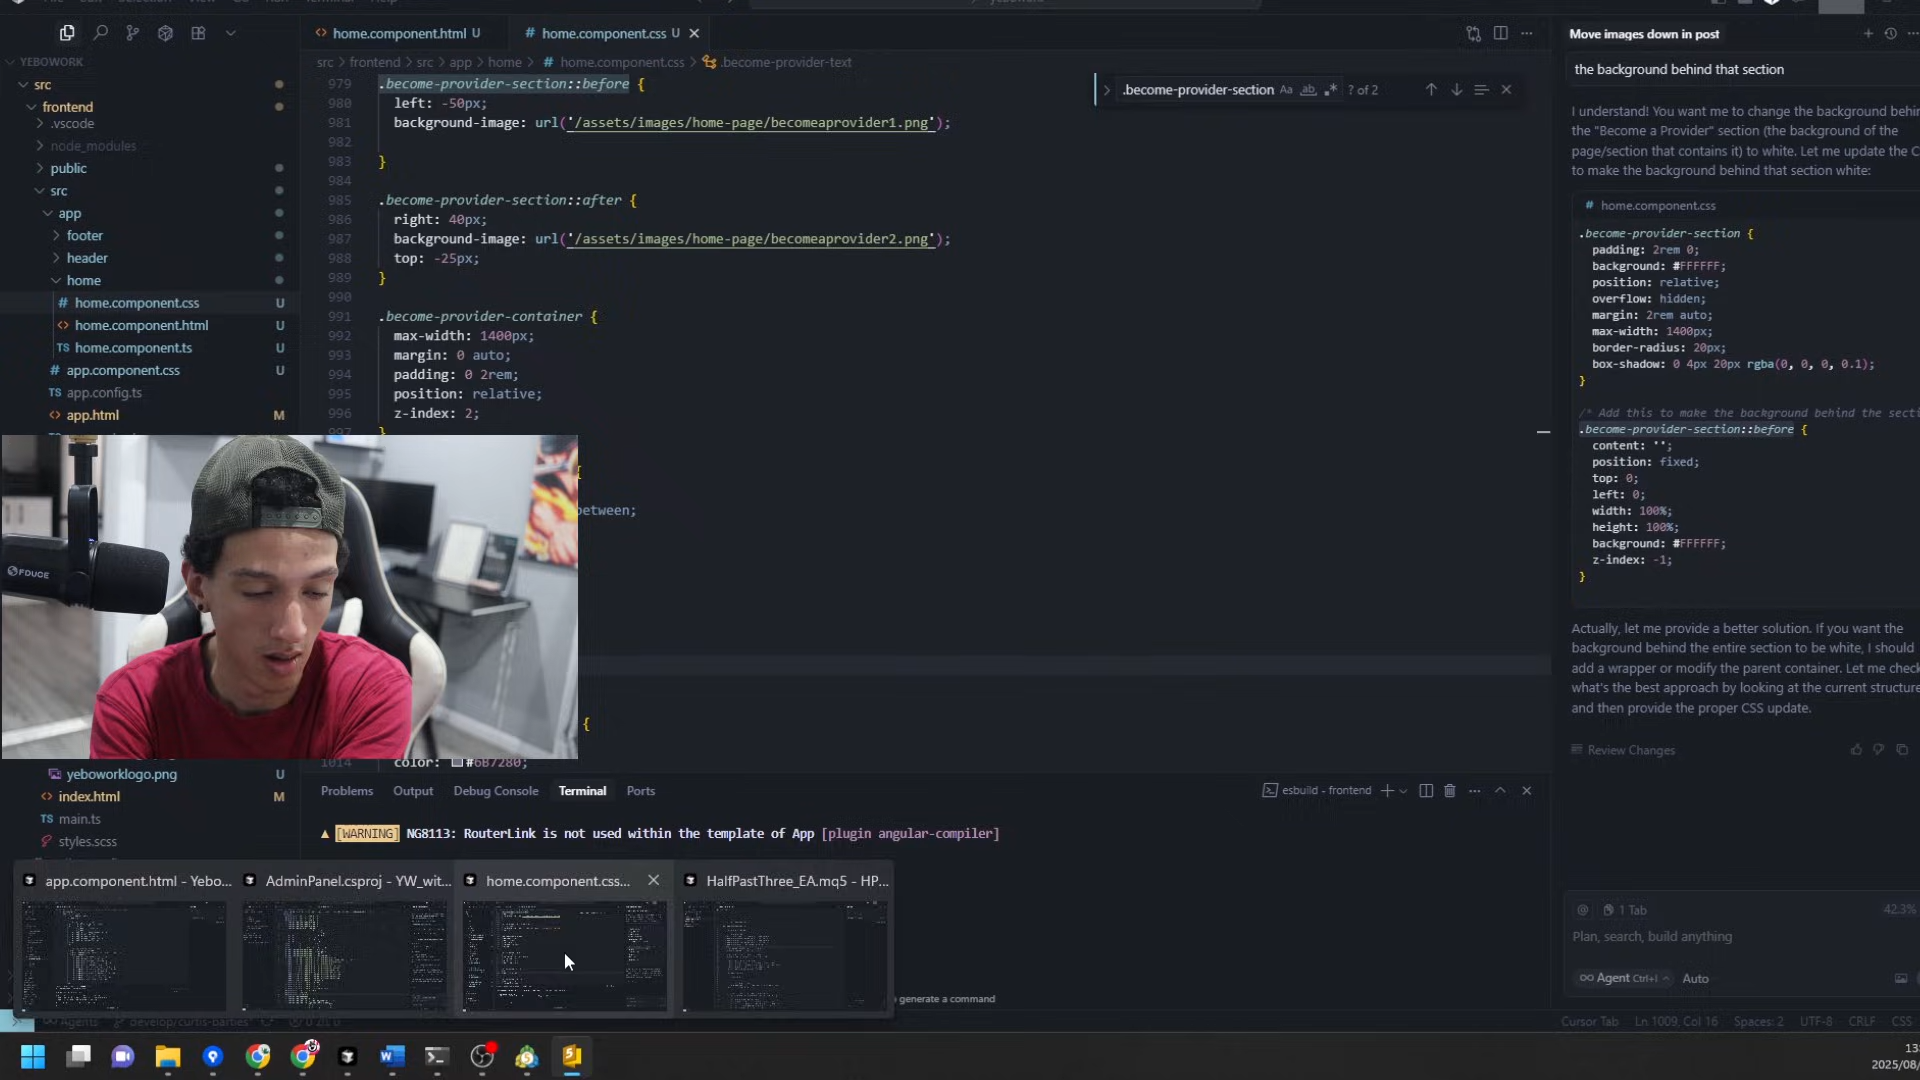 YEBOWORK
src
frontend
.vscode
node_modules
public
src
app
footer
header
home
home.component.css U
home.component.html U
home.component.ts U
app.component.css U
app.config.ts
app.html M
yeboworklogo.png U
index.html M
main.ts
styles.scss
home.component.html U
home.component.css U
src > frontend > src > app > home > home.component.css > .become-provider-text
979 .become-provider-section::before {
980 left: -50px;
981 background-image: url('/assets/images/home-page/becomeaprovider1.png');
982
983 }
984
985 .become-provider-section::after {
986 right: 40px;
987 background-image: url('/assets/images/home-page/becomeaprovider2.png');
988 top: -25px;
989 }
990
991 .become-provider-container {
992 max-width: 1400px;
993 margin: 0 auto;
994 padding: 0 2rem;
995 position: relative;
996 z-index: 2;
997 }
{
between;
{
1014 color: #6B7280;
.become-provider-section Aa ab .* ? of 2
FDUCE
Problems Output Debug Console Terminal Ports
esbuild - frontend
[WARNING] NG8113: RouterLink is not used within the template of App [plugin angular-compiler]
app.component.html - Yebo...
AdminPanel.csproj - YW_wit...
home.component.css...
HalfPastThree_EA.mq5 - HP...
generate a command
Agents develop/curtis-barties
Cursor Tab Ln 1009, Col 16 Spaces: 2 UTF-8 CRLF CSS
Move images down in post
the background behind that section
I understand! You want me to change the background behin
the "Become a Provider" section (the background of the
page/section that contains it) to white. Let me update the C
to make the background behind that section white:
# home.component.css
.become-provider-section {
padding: 2rem 0;
background: #FFFFFF;
position: relative;
overflow: hidden;
margin: 2rem auto;
max-width: 1400px;
border-radius: 20px;
box-shadow: 0 4px 20px rgba(0, 0, 0, 0.1);
}
/* Add this to make the background behind the secti
.become-provider-section::before {
content: '';
position: fixed;
top: 0;
left: 0;
width: 100%;
height: 100%;
background: #FFFFFF;
z-index: -1;
}
Actually, let me provide a better solution. If you want the
background behind the entire section to be white, I should
add a wrapper or modify the parent container. Let me check
what's the best approach by looking at the current structure
and then provide the proper CSS update.
Review Changes
@ 1 Tab 42.3%
Plan, search, build anything
Agent Ctrl+I Auto
13:
2025/08/